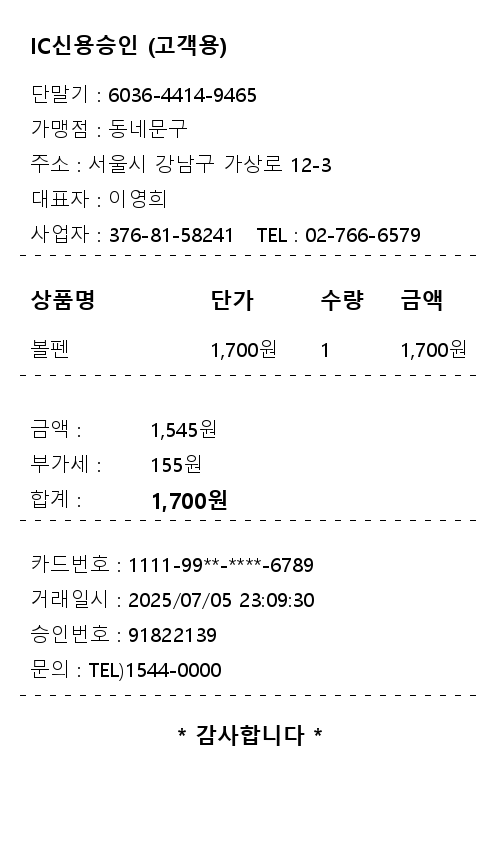 IC신용승인 (고객용)
단말기 : 6036-4414-9465
가맹점 : 동네문구
주소 : 서울시 강남구 가상로 12-3
대표자 : 이영희
사업자 : 376-81-58241 TEL : 02-766-6579
상품명 단가 수량 금액
볼펜 1,700원 1 1,700원
금액 : 1,545원
부가세 : 155원
합계 : 1,700원
카드번호 : 1111-99**-****-6789
거래일시 : 2025/07/05 23:09:30
승인번호 : 91822139
문의 : TEL)1544-0000
* 감사합니다 *